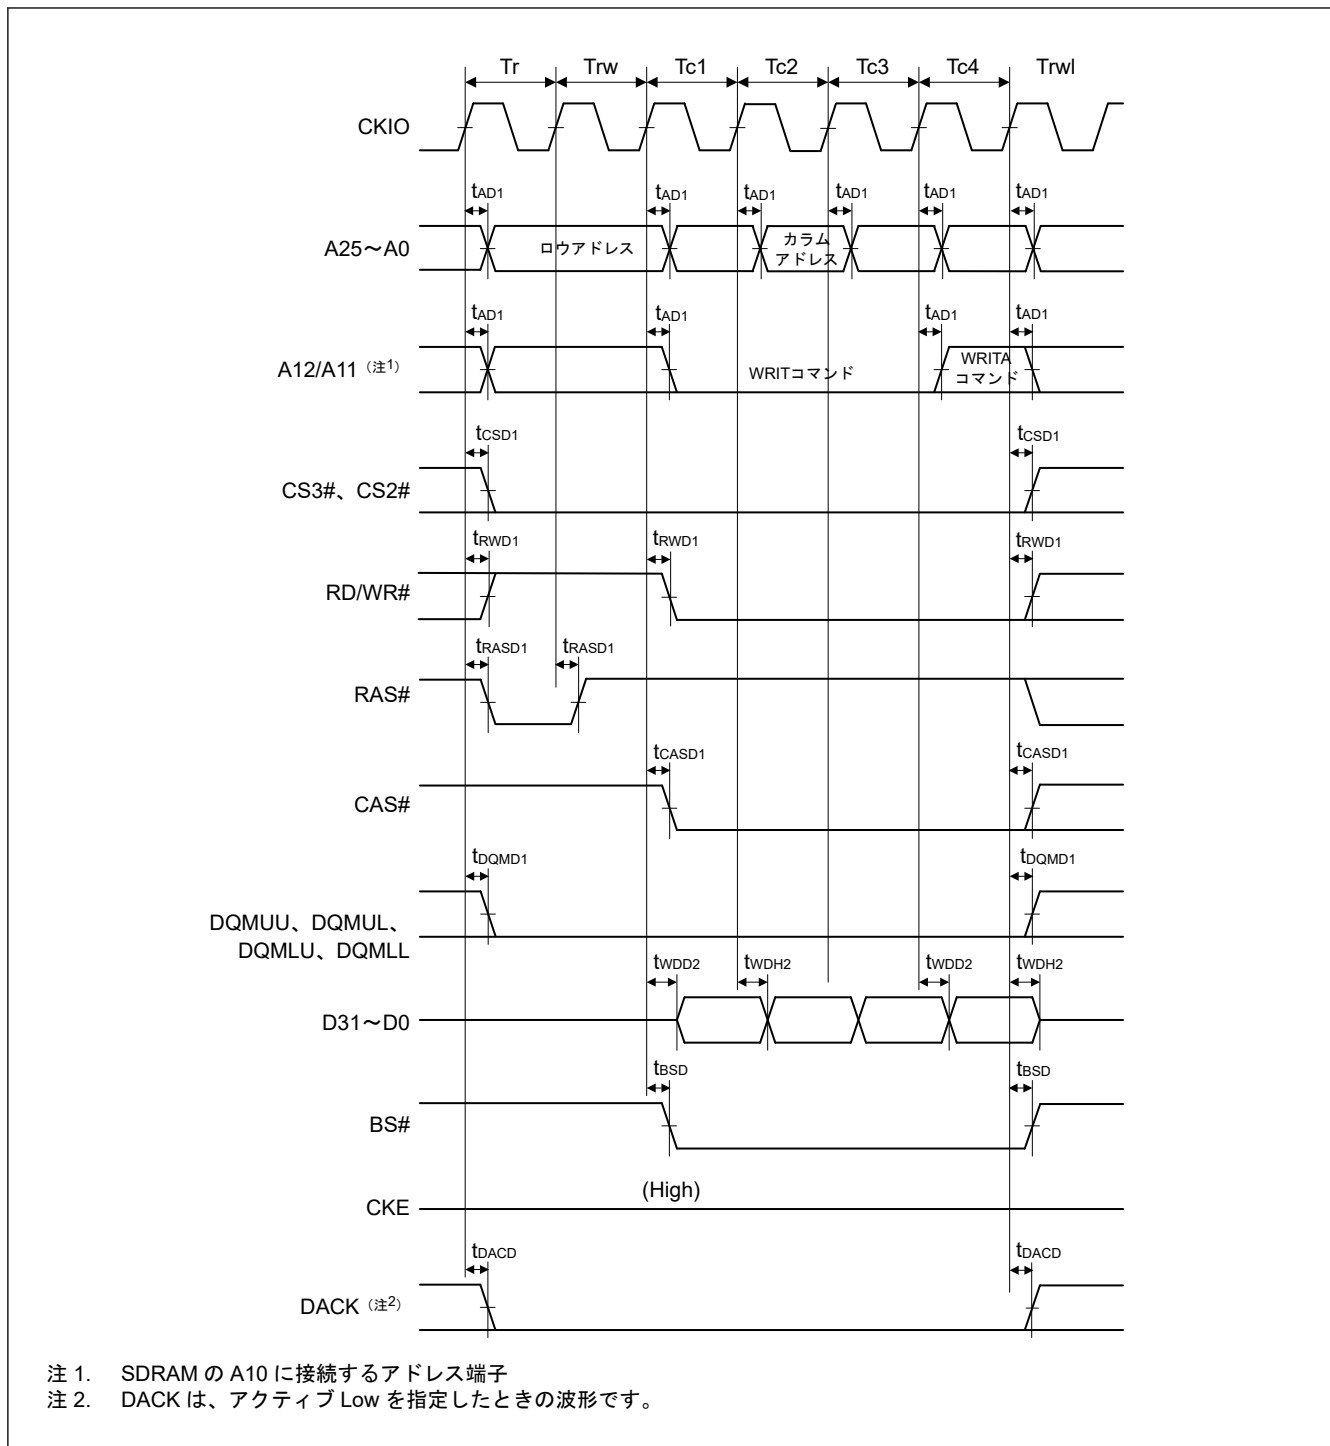 Tr Trw Tc1 Tc2 Tc3 Tc4 Trwl
CKIO
tAD1 tAD1 tAD1 tAD1 tAD1 tAD1
A25～A0
ロウアドレス
カラム
アドレス
tAD1 tAD1 tAD1 tAD1
A12/A11（注1）
WRITコマンド
WRITA
コマンド
tCSD1 tCSD1
CS3#、CS2#
tRWD1 tRWD1 tRWD1
RD/WR#
tRASD1 tRASD1
RAS#
tCASD1 tCASD1
CAS#
tDQMD1 tDQMD1
DQMUU、DQMUL、
DQMLU、DQMLL
tWDD2 tWDH2 tWDD2 tWDH2
D31～D0
tBSD tBSD
BS#
(High)
CKE
tDACD tDACD
DACK（注2）
注 1. SDRAM の A10 に接続するアドレス端子
注 2. DACK は、アクティブ Low を指定したときの波形です。